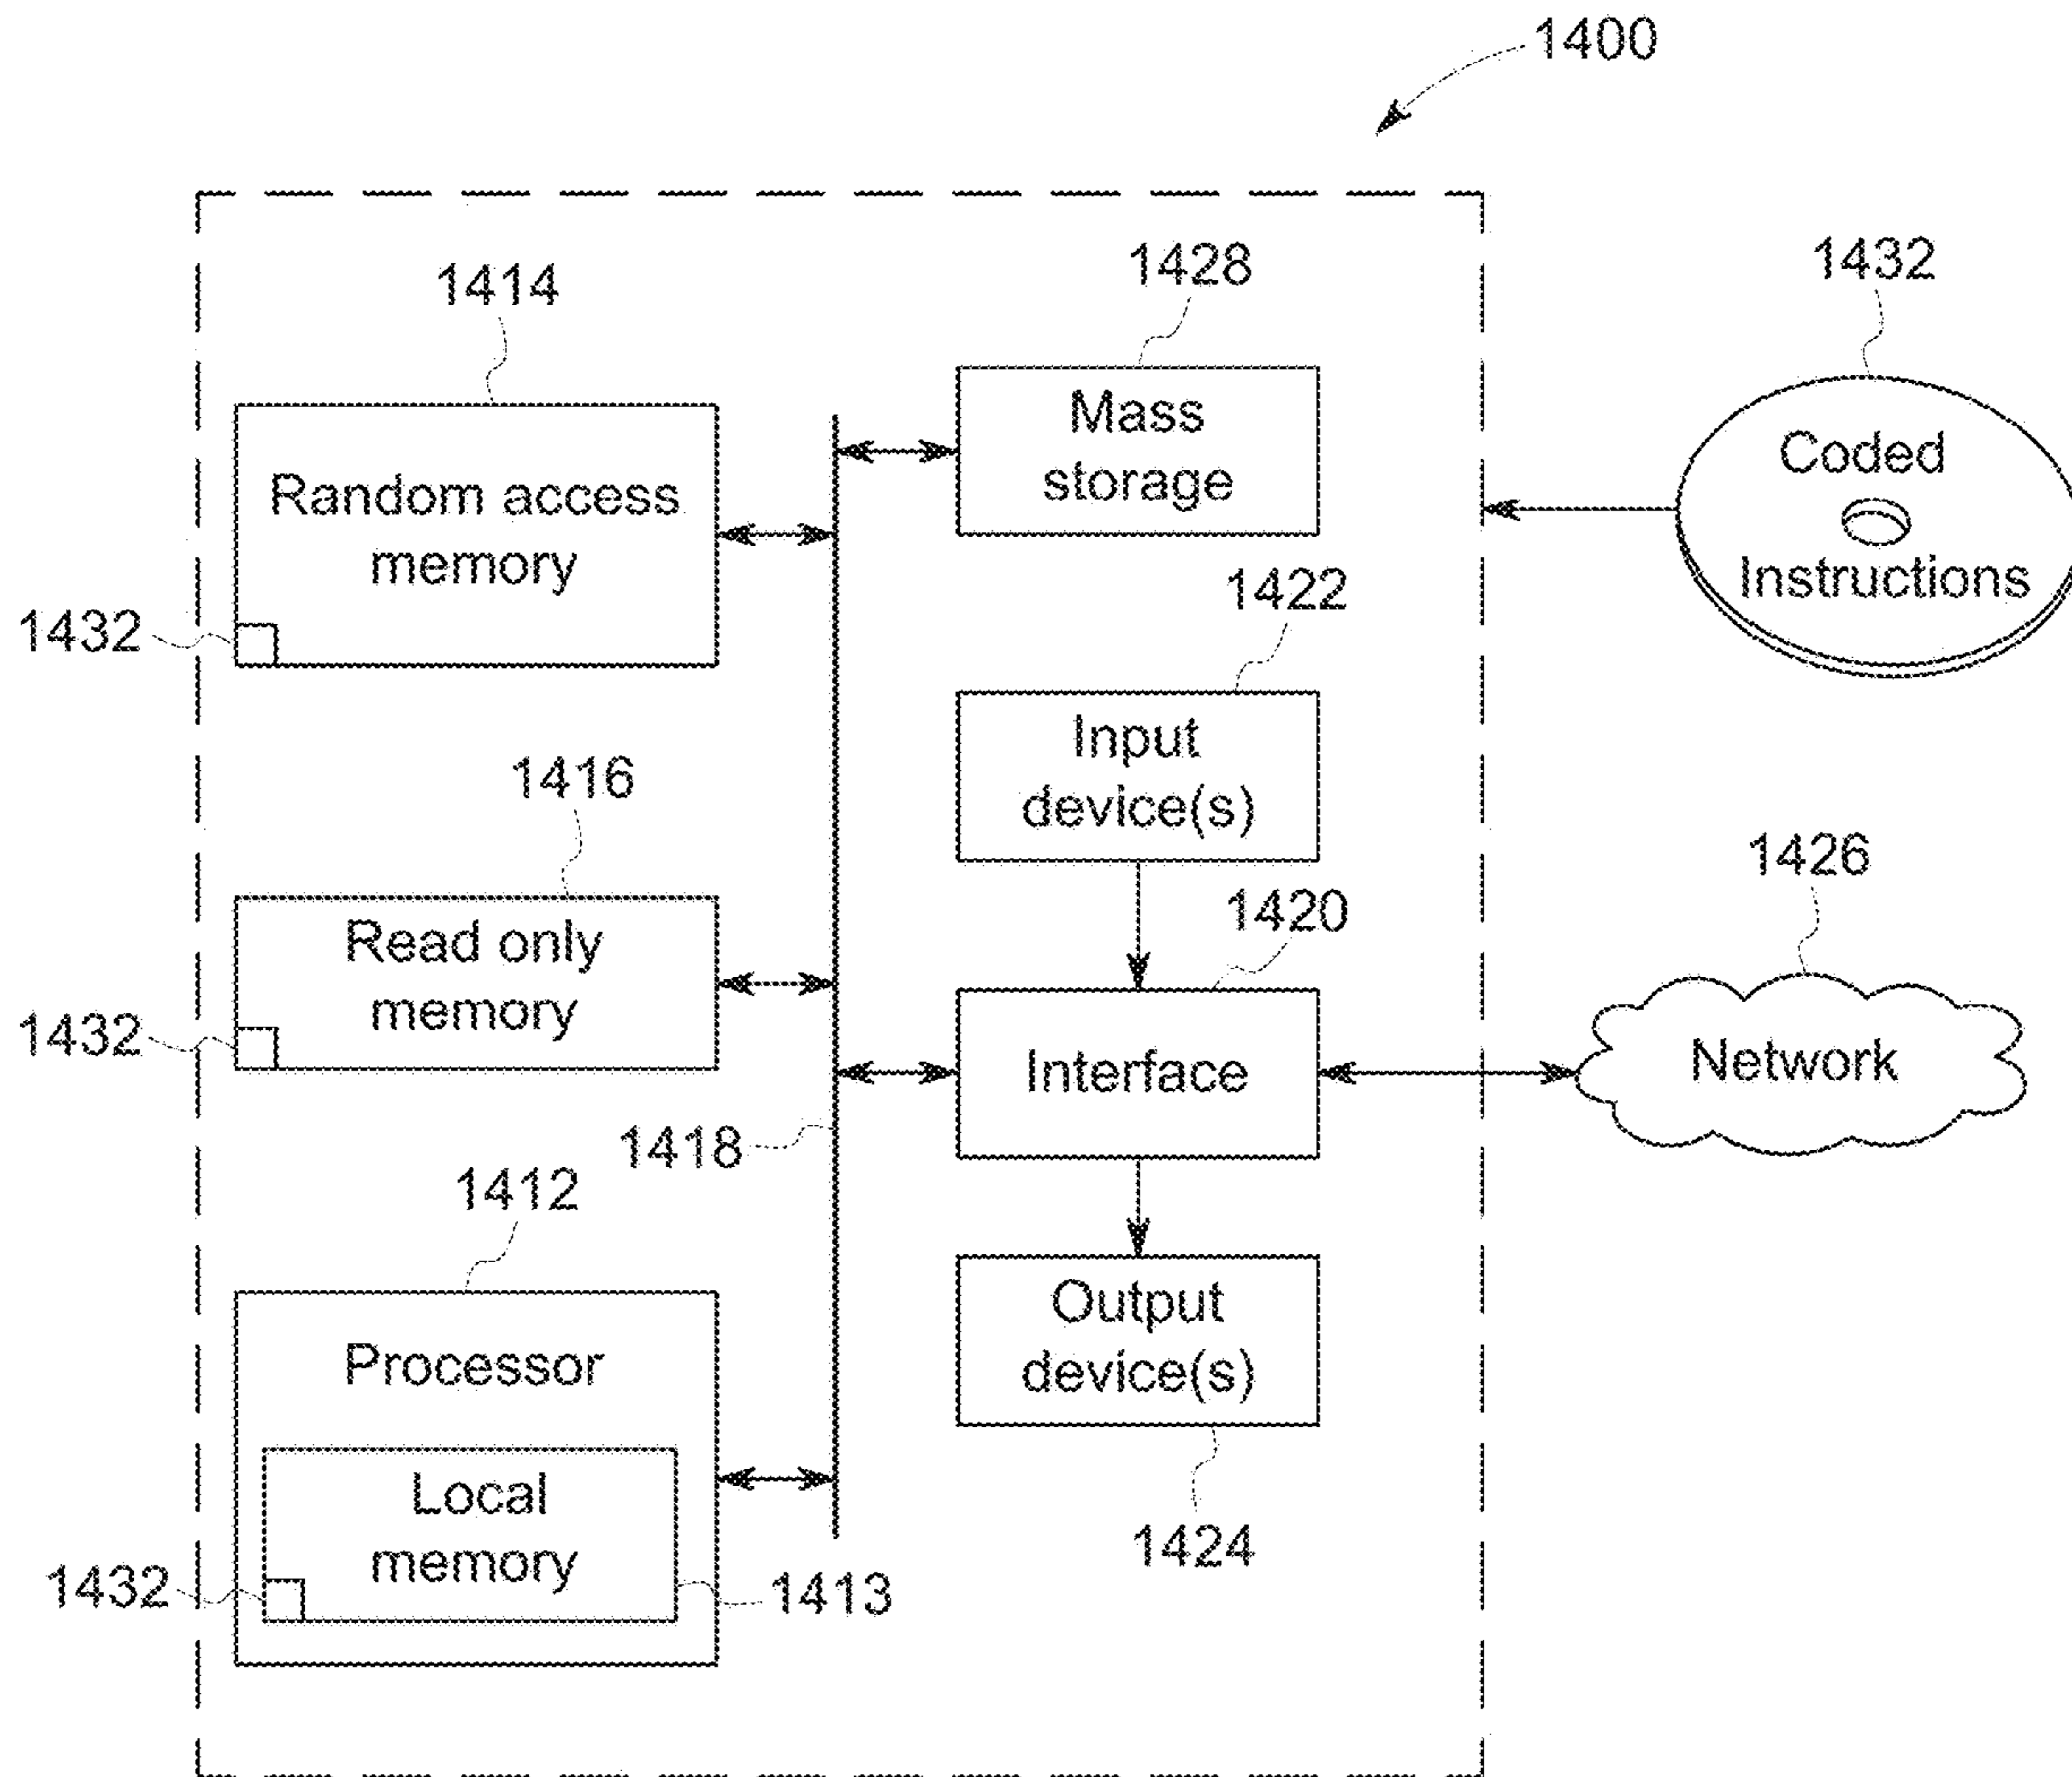 1400
1414
1428
1432
Random access
memory
1432
Mass
storage
Coded
Instructions
1422
Input
device(s)
1416
Read only
memory
1432
1420
Interface
1426
Network
1418
1412
Processor
Local
memory
1432
1413
Output
device(s)
1424